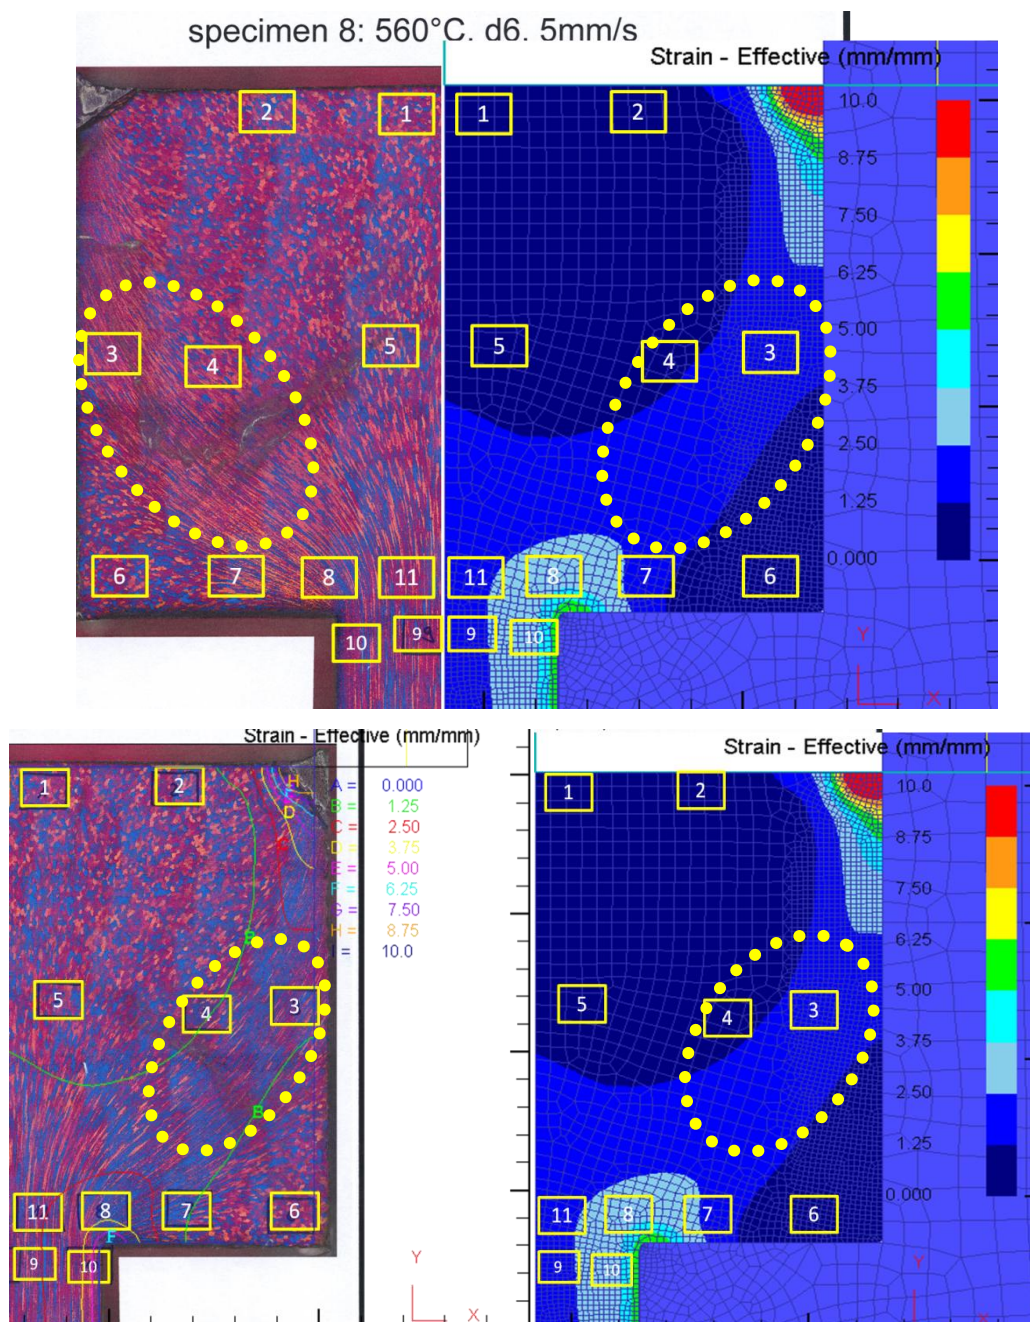 specimen 8: 560°C, d6, 5mm/s
Strain - Effective (mm/mm)
2 1 1 2
10.0
8.75
7.50
6.25
5.00
3.75
2.50
1.25
0.000
3 4 5 5 4 3
6 7 8 11 11 8 7 6
10 9 9 9 10
Y
X
Strain - Effective (mm/mm)
1 2
H
F
D
C
B
A = 0.000
B = 1.25
C = 2.50
D = 3.75
E = 5.00
F = 6.25
G = 7.50
H = 8.75
I = 10.0
5 4 3
B
11 8 7 6
F
9 10
Y
X
Strain - Effective (mm/mm)
1 2
10.0
8.75
7.50
6.25
5.00
3.75
2.50
1.25
0.000
5 4 3
11 8 7 6
9 10
Y
X